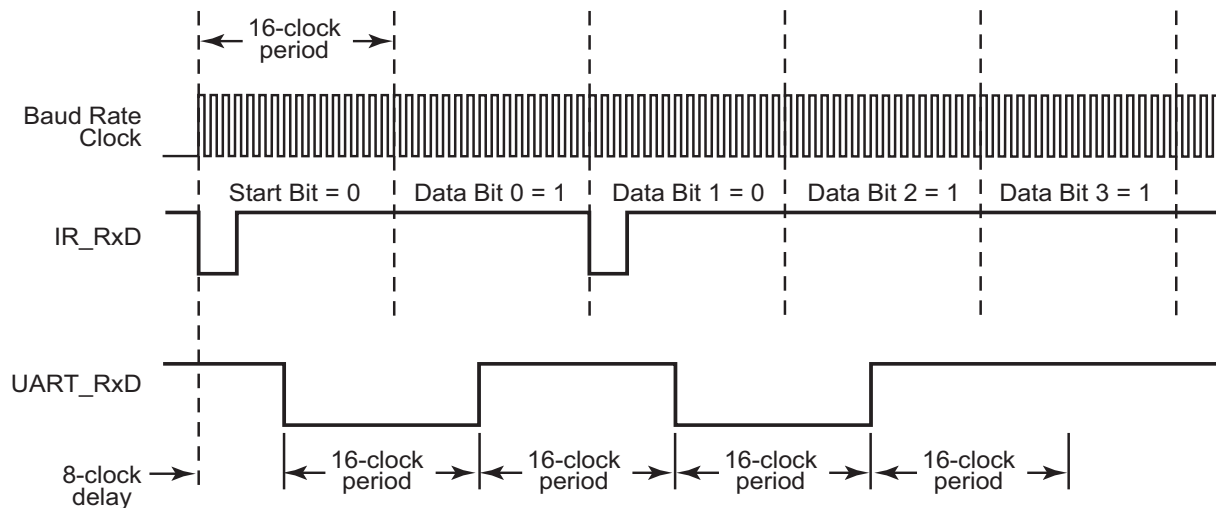 16-clock
period
Baud Rate
Clock
Start Bit = 0
Data Bit 0 = 1
Data Bit 1 = 0
Data Bit 2 = 1
Data Bit 3 = 1
IR_RxD
UART_RxD
8-clock
delay
16-clock
period
16-clock
period
16-clock
period
16-clock
period